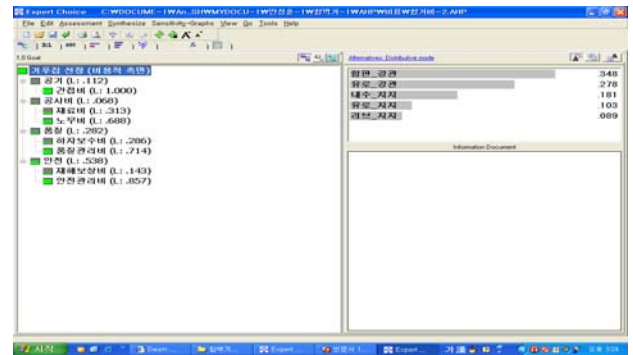 Expert Choice
File Edit Assessment Synthesize Sensitivity-Graphs View Go Tools Help
1.0 Goal
Alternatives: Distributive mode
거푸집 선정 (비용적 측면)
공기 (L: .112)
간접비 (L: 1.000)
공사비 (L: .068)
재료비 (L: .313)
노무비 (L: .688)
품질 (L: .282)
하자보수비 (L: .286)
품질관리비 (L: .714)
안전 (L: .538)
재해보상비 (L: .143)
안전관리비 (L: .857)
합판_강관 .348
유로_강관 .278
내수_지지 .181
유로_지지 .103
리브_지지 .089
Information Document
시작